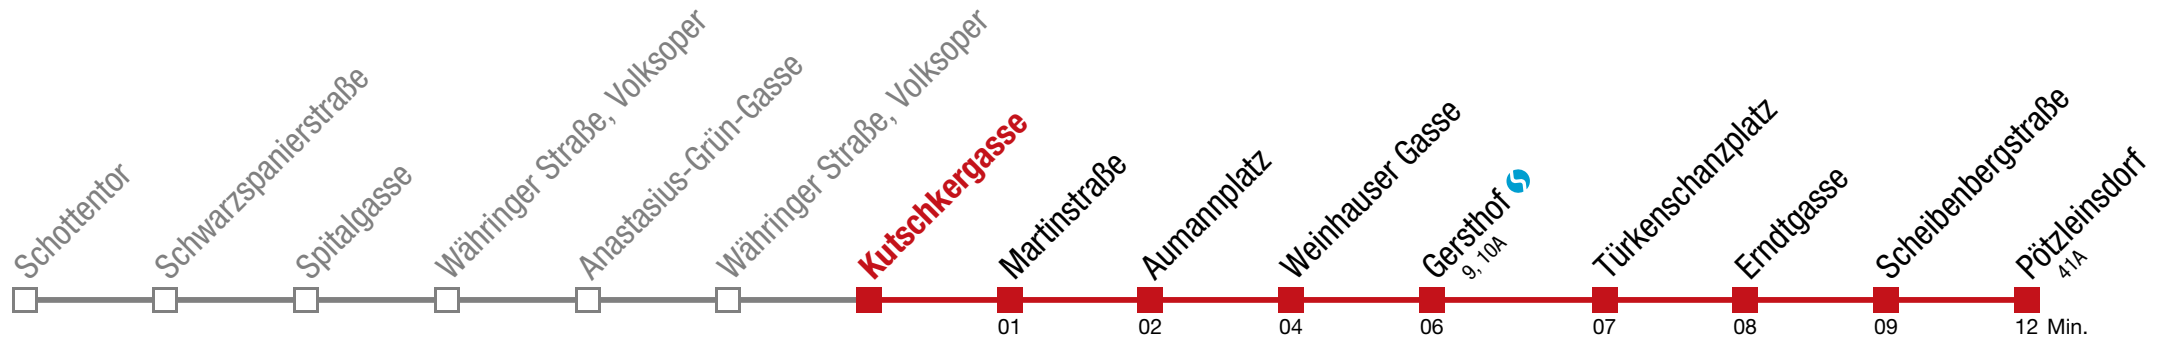 Schottentor
Schwarzspanierstraße
Spitalgasse
Währinger Straße, Volksoper
Anastasius-Grün-Gasse
Währinger Straße, Volksoper
Kutschkergasse
Martinstraße
Aumannplatz
Weinhauser Gasse
Gersthof
9, 10A
Türkenschanzplatz
Erndtgasse
Scheibenbergstraße
Pötzleinsdorf
41A
01
02
04
06
07
08
09
12 Min.